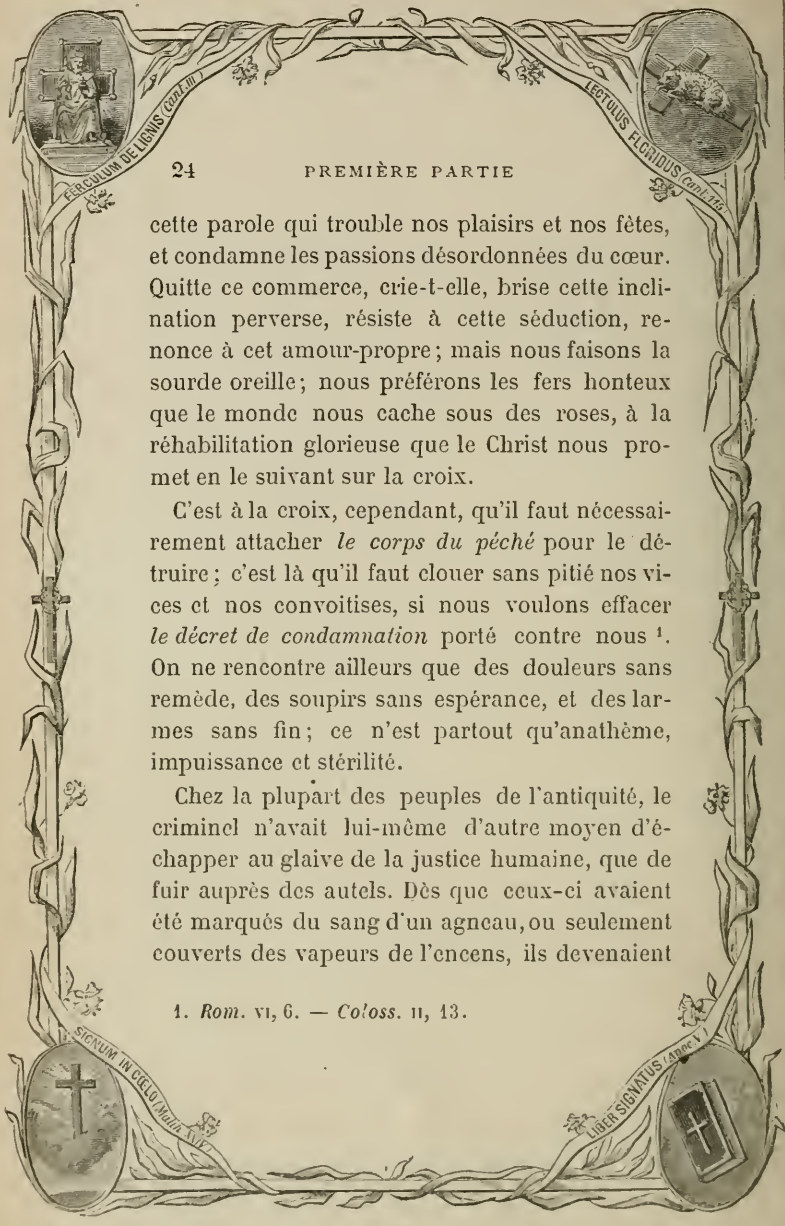 FERCULUM DE LIGNIS (Cant. III)
LECTULUS FLORIDUS (Cant. 115)
24 PREMIÈRE PARTIE
cette parole qui trouble nos plaisirs et nos fêtes,
et condamne les passions désordonnées du cœur.
Quitte ce commerce, crie-t-elle, brise cette incli-
nation perverse, résiste à cette séduction, re-
nonce à cet amour-propre; mais nous faisons la
sourde oreille; nous préférons les fers honteux
que le monde nous cache sous des roses, à la
réhabilitation glorieuse que le Christ nous pro-
met en le suivant sur la croix.
C'est à la croix, cependant, qu'il faut nécessai-
rement attacher le corps du péché pour le dé-
truire; c'est là qu'il faut clouer sans pitié nos vi-
ces et nos convoitises, si nous voulons effacer
le décret de condamnation porté contre nous ¹.
On ne rencontre ailleurs que des douleurs sans
remède, des soupirs sans espérance, et des lar-
mes sans fin; ce n'est partout qu'anathème,
impuissance et stérilité.
Chez la plupart des peuples de l'antiquité, le
criminel n'avait lui-même d'autre moyen d'é-
chapper au glaive de la justice humaine, que de
fuir auprès des autels. Dès que ceux-ci avaient
été marqués du sang d'un agneau, ou seulement
couverts des vapeurs de l'encens, ils devenaient
1. Rom. VI, 6. — Coloss. II, 13.
SIGNUM IN CŒLO (Math.
LIBER SIGNATUS (Apoc. V)